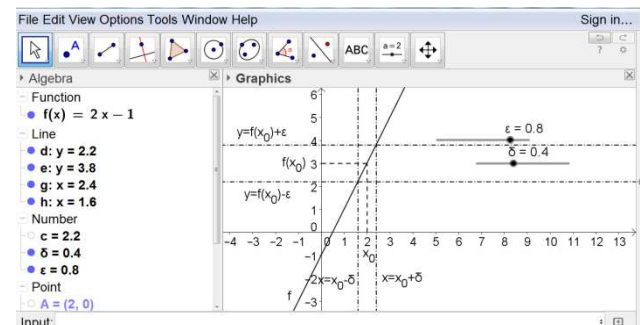 File Edit View Options Tools Window Help Sign in...
A ABC a=2
Algebra
Function
f(x) = 2 x − 1
Line
d: y = 2.2
e: y = 3.8
g: x = 2.4
h: x = 1.6
Number
c = 2.2
δ = 0.4
ε = 0.8
Point
A = (2, 0)
Graphics
6
5
y=f(x₀)+ε
4
ε = 0.8
f(x₀) 3
δ = 0.4
2
y=f(x₀)-ε
1
0
−4 −3 −2 −1 0 1 2 3 4 5 6 7 8 9 10 11 12 13
x₀
−1
−2 x=x₀-δ x=x₀+δ
f
−3
Input: